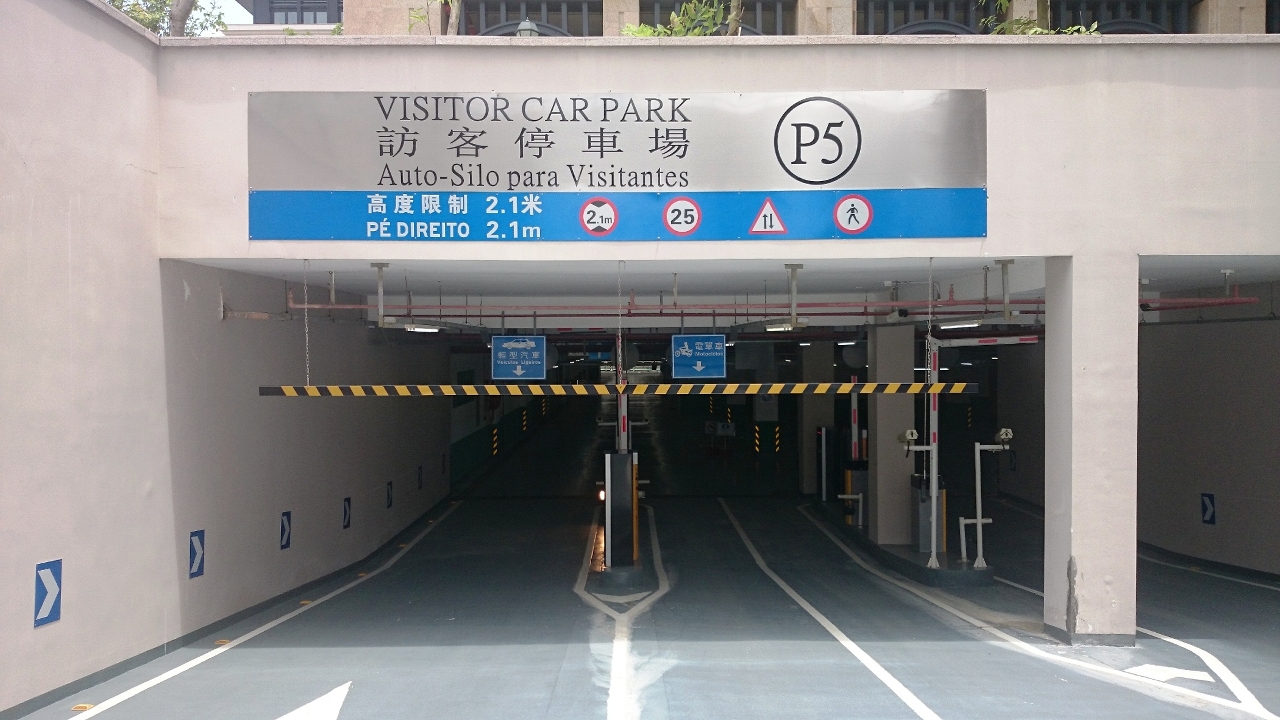 VISITOR CAR PARK
訪客停車場
Auto-Silo para Visitantes
P5
高度限制 2.1米
PÉ DIREITO 2.1m
2.1m
25
輕型汽車
Veículos Ligeiros
電單車
Motociclos